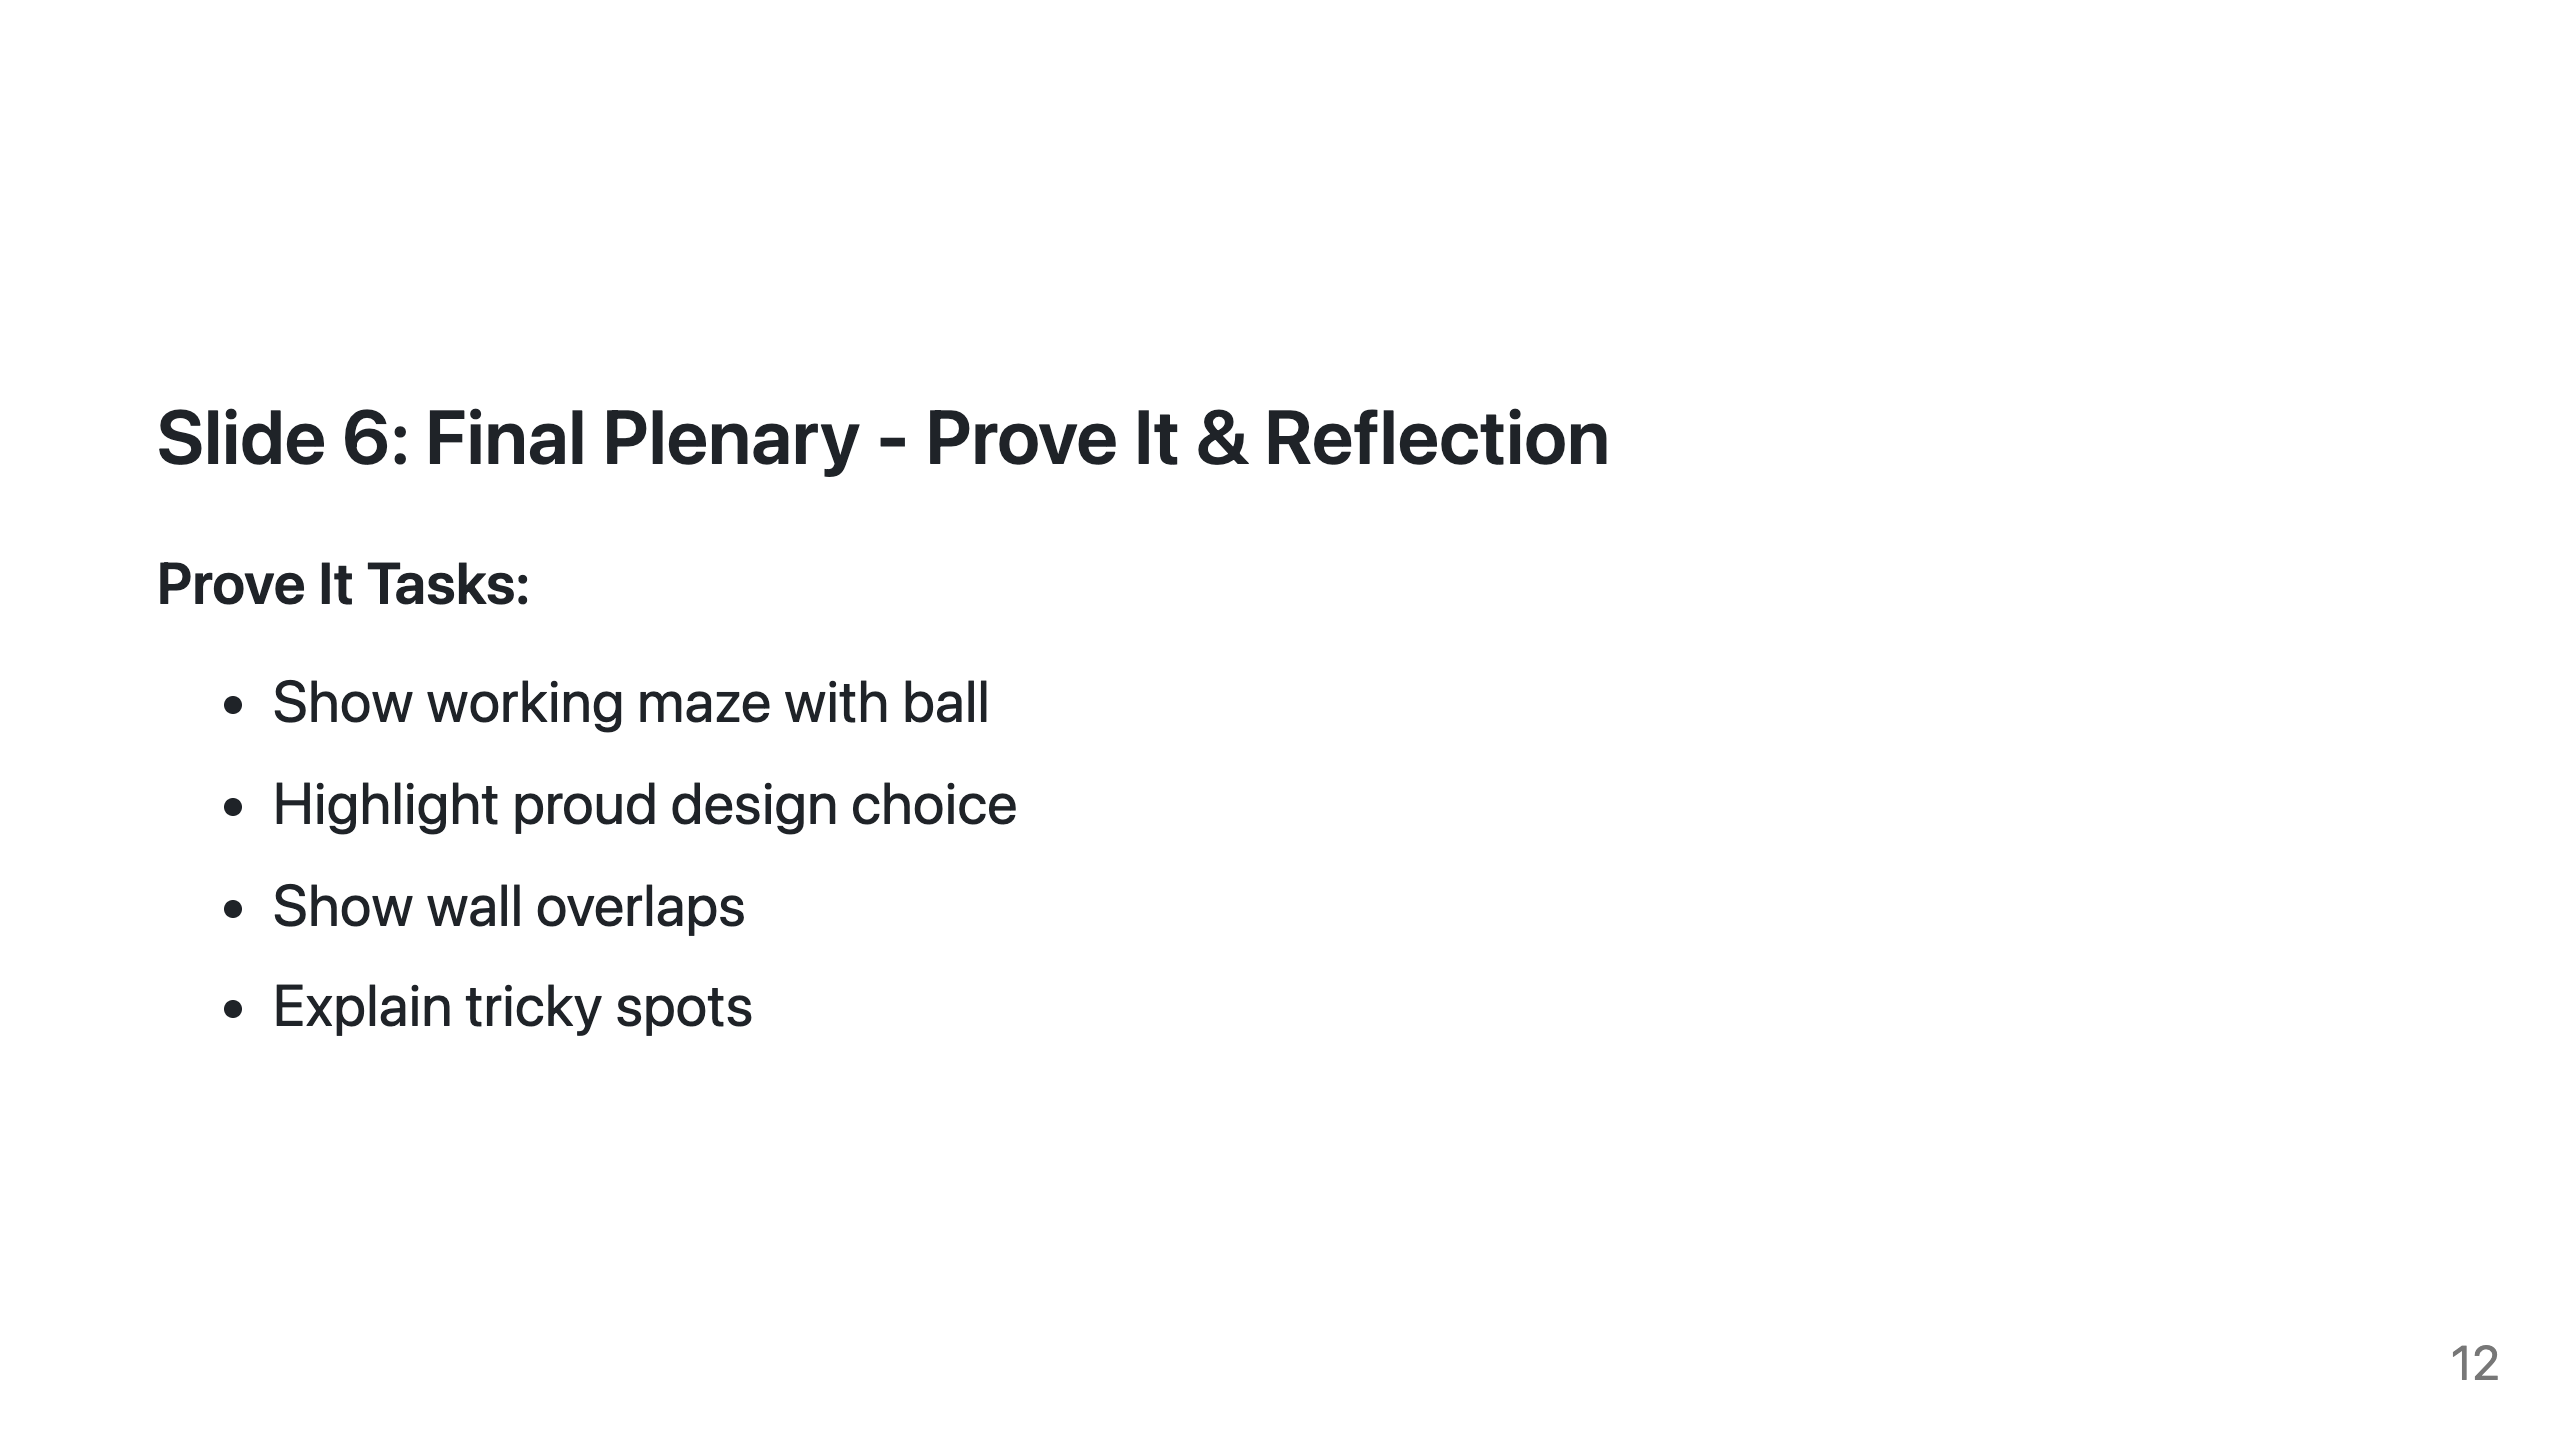 Slide 6: Final Plenary - Prove It & Reflection
Prove It Tasks:
• Show working maze with ball
• Highlight proud design choice
• Show wall overlaps
• Explain tricky spots
12